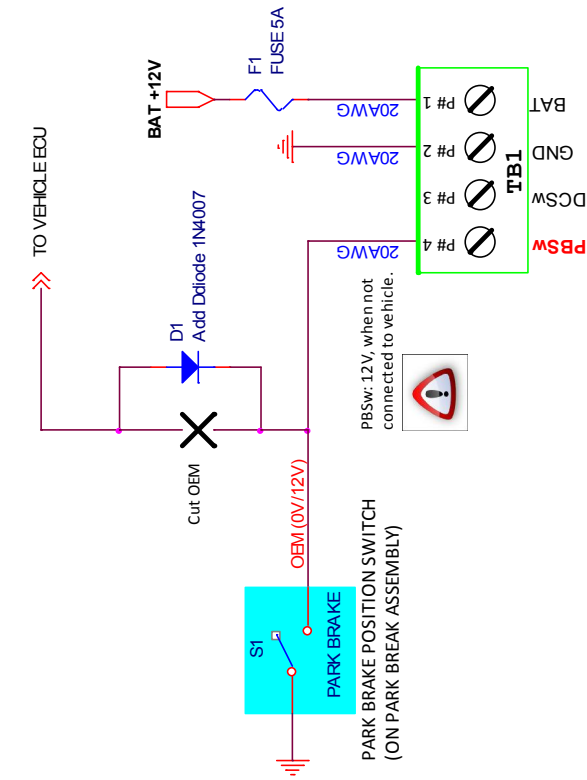 TO VEHICLE ECU
BAT +12V
F1
FUSE 5A
D1
Add Ddiode 1N4007
Cut OEM
20AWG
20AWG
20AWG
P# 1
P# 2
P# 3
P# 4
TB1
BAT
GND
DCSw
PBSw
PBSw: 12V, when not
connected to vehicle.
OEM (0V/12V)
S1
PARK BRAKE
PARK BRAKE POSITION SWITCH
(ON PARK BREAK ASSEMBLY)